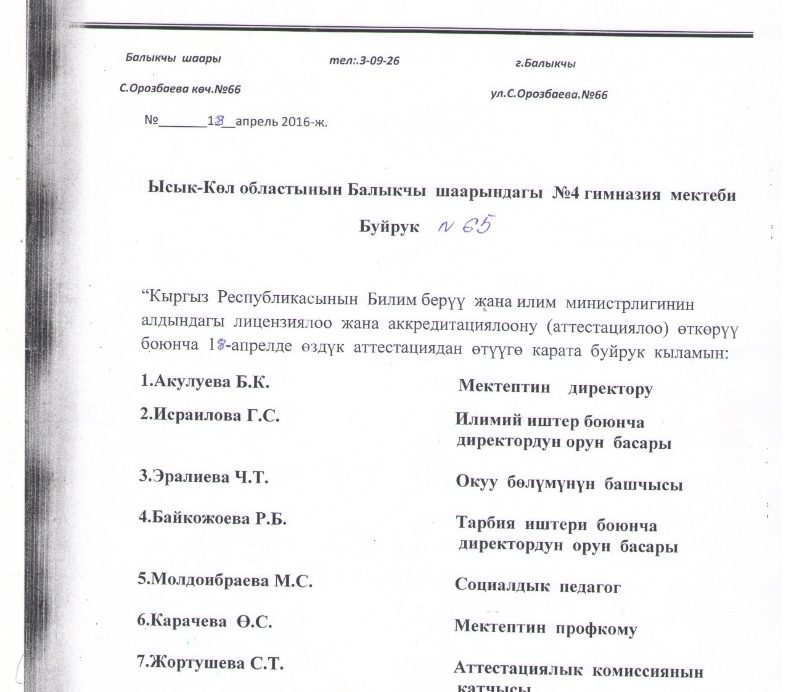 Балыкчы шаары тел:.3-09-26 г.Балыкчы
С.Орозбаева көч.№66 ул.С.Орозбаева.№66
№_______18__апрель 2016-ж.
Ысык-Көл областынын Балыкчы шаарындагы №4 гимназия мектеби
Буйрук № 65
“Кыргыз Республикасынын Билим берүү жана илим министрлигинин
алдындагы лицензиялоо жана аккредитациялоону (аттестациялоо) өткөрүү
боюнча 18-апрелде өздүк аттестациядан өтүүгө карата буйрук кыламын:
1.Акулуева Б.К. Мектептин директору
2.Исраилова Г.С. Илимий иштер боюнча
директордун орун басары
3.Эралиева Ч.Т. Окуу бөлүмүнүн башчысы
4.Байкожоева Р.Б. Тарбия иштери боюнча
директордун орун басары
5.Молдоибраева М.С. Социалдык педагог
6.Карачева Ө.С. Мектептин профкому
7.Жортушева С.Т. Аттестациялык комиссиянын
катчысы